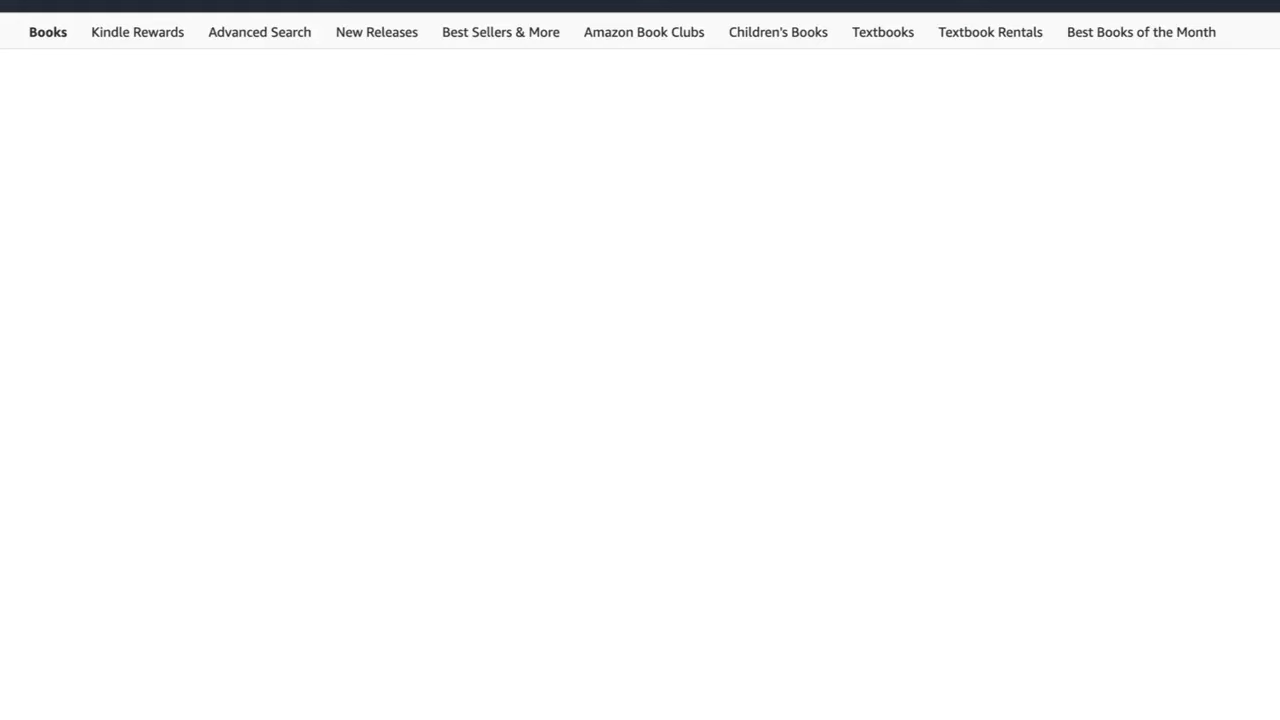 Books Kindle Rewards Advanced Search New Releases Best Sellers & More Amazon Book Clubs Children's Books Textbooks Textbook Rentals Best Books of the Month